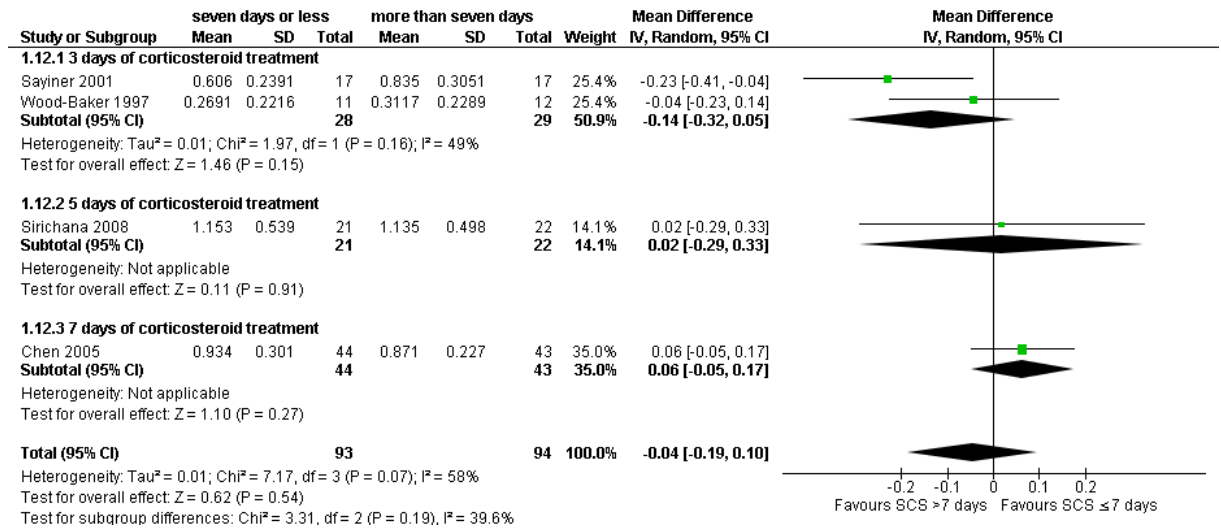 seven days or less more than seven days Mean Difference Mean Difference
Study or Subgroup Mean SD Total Mean SD Total Weight IV, Random, 95% CI IV, Random, 95% CI
1.12.1 3 days of corticosteroid treatment
Sayiner 2001 0.606 0.2391 17 0.835 0.3051 17 25.4% -0.23 [-0.41, -0.04]
Wood-Baker 1997 0.2691 0.2216 11 0.3117 0.2289 12 25.4% -0.04 [-0.23, 0.14]
Subtotal (95% CI) 28 29 50.9% -0.14 [-0.32, 0.05]
Heterogeneity: Tau² = 0.01; Chi² = 1.97, df = 1 (P = 0.16); I² = 49%
Test for overall effect: Z = 1.46 (P = 0.15)
1.12.2 5 days of corticosteroid treatment
Sirichana 2008 1.153 0.539 21 1.135 0.498 22 14.1% 0.02 [-0.29, 0.33]
Subtotal (95% CI) 21 22 14.1% 0.02 [-0.29, 0.33]
Heterogeneity: Not applicable
Test for overall effect: Z = 0.11 (P = 0.91)
1.12.3 7 days of corticosteroid treatment
Chen 2005 0.934 0.301 44 0.871 0.227 43 35.0% 0.06 [-0.05, 0.17]
Subtotal (95% CI) 44 43 35.0% 0.06 [-0.05, 0.17]
Heterogeneity: Not applicable
Test for overall effect: Z = 1.10 (P = 0.27)
Total (95% CI) 93 94 100.0% -0.04 [-0.19, 0.10]
Heterogeneity: Tau² = 0.01; Chi² = 7.17, df = 3 (P = 0.07); I² = 58%
Test for overall effect: Z = 0.62 (P = 0.54)
Test for subgroup differences: Chi² = 3.31, df = 2 (P = 0.19), I² = 39.6%
-0.2 -0.1 0 0.1 0.2
Favours SCS >7 days Favours SCS ≤7 days